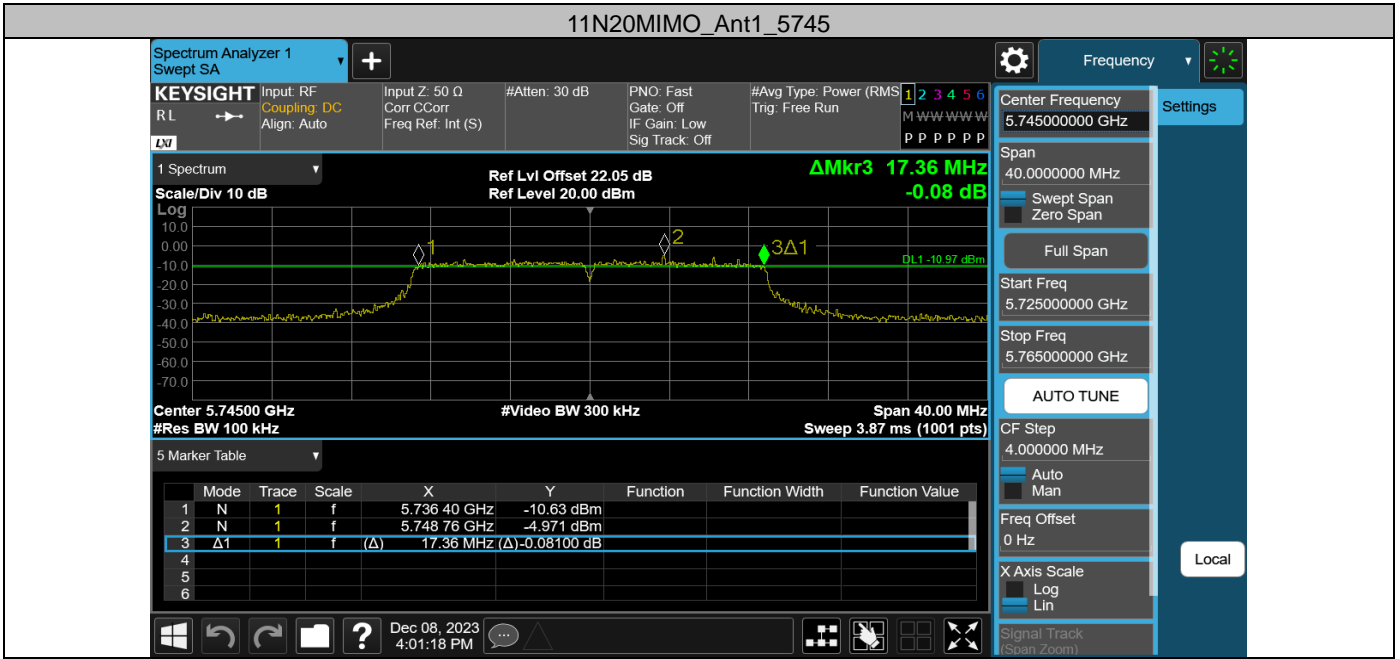 11N20MIMO_Ant1_5745
Spectrum Analyzer 1
Swept SA
Frequency
KEYSIGHT
R L
LXI
Input: RF
Coupling: DC
Align: Auto
Input Z: 50 Ω
Corr CCorr
Freq Ref: Int (S)
#Atten: 30 dB
PNO: Fast
Gate: Off
IF Gain: Low
Sig Track: Off
#Avg Type: Power (RMS
Trig: Free Run
1 2 3 4 5 6
M W W W W W
P P P P P P
1 Spectrum
Scale/Div 10 dB
Ref Lvl Offset 22.05 dB
Ref Level 20.00 dBm
ΔMkr3 17.36 MHz
-0.08 dB
Log
10.0
0.00
-10.0
-20.0
-30.0
-40.0
-50.0
-60.0
-70.0
1
2
3Δ1
DL1 -10.97 dBm
Center 5.74500 GHz
#Video BW 300 kHz
Span 40.00 MHz
#Res BW 100 kHz
Sweep 3.87 ms (1001 pts)
5 Marker Table
Mode Trace Scale X Y Function Function Width Function Value
1 N 1 f 5.736 40 GHz -10.63 dBm
2 N 1 f 5.748 76 GHz -4.971 dBm
3 Δ1 1 f (Δ) 17.36 MHz (Δ) -0.08100 dB
4
5
6
Dec 08, 2023
4:01:18 PM
Center Frequency
5.745000000 GHz
Settings
Span
40.0000000 MHz
Swept Span
Zero Span
Full Span
Start Freq
5.725000000 GHz
Stop Freq
5.765000000 GHz
AUTO TUNE
CF Step
4.000000 MHz
Auto
Man
Freq Offset
0 Hz
X Axis Scale
Log
Lin
Signal Track
(Span Zoom)
Local